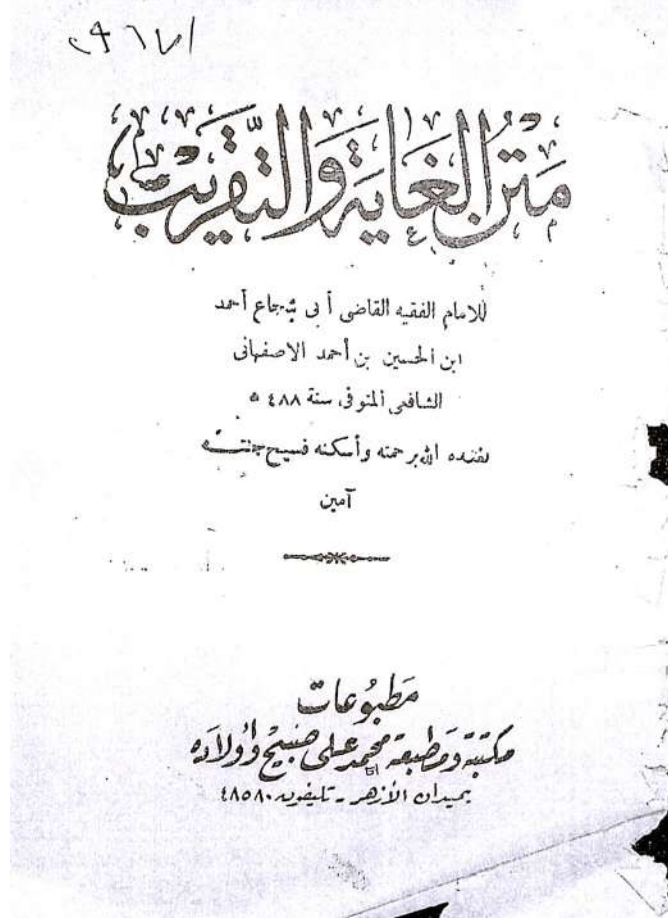 ٢٩١٧١
متن الغاية والتقريب
للامام الفقيه القاضى أبى شجاع أحمد
ابن الحسين بن أحمد الاصفهانى
الشافعى المتوفى سنة ٤٨٨ ه
تغمده الله برحمته وأسكنه فسيح جنته
آمين
مطبوعات
مكتبة ومطبعة محمد على صبيح وأولاده
بميدان الأزهر - تليفون ٤٨٥٨٠